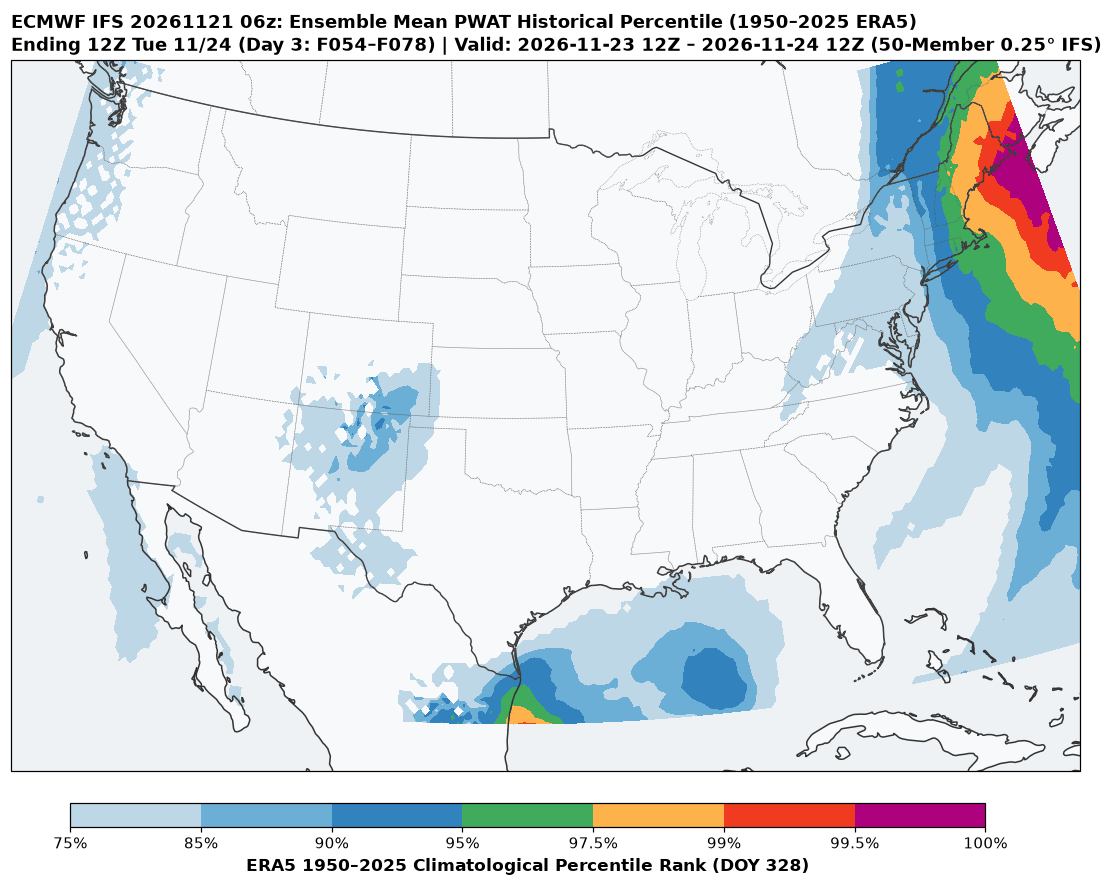 ECMWF IFS 20261121 06z: Ensemble Mean PWAT Historical Percentile (1950–2025 ERA5)
Ending 12Z Tue 11/24 (Day 3: F054–F078) | Valid: 2026-11-23 12Z – 2026-11-24 12Z (50-Member 0.25° IFS)
75% 85% 90% 95% 97.5% 99% 99.5% 100%
ERA5 1950–2025 Climatological Percentile Rank (DOY 328)